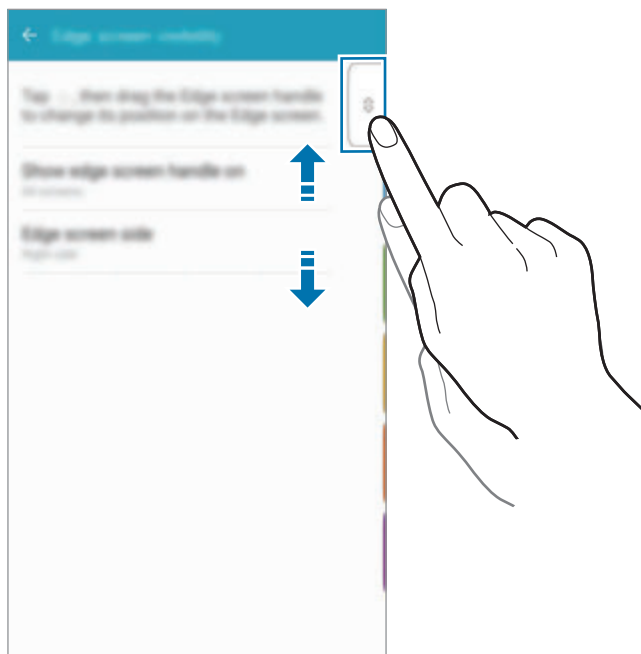 Edge screen visibility
Tap , then drag the Edge screen handle
to change its position on the Edge screen.
Show edge screen handle on
All screens
Edge screen side
Right side